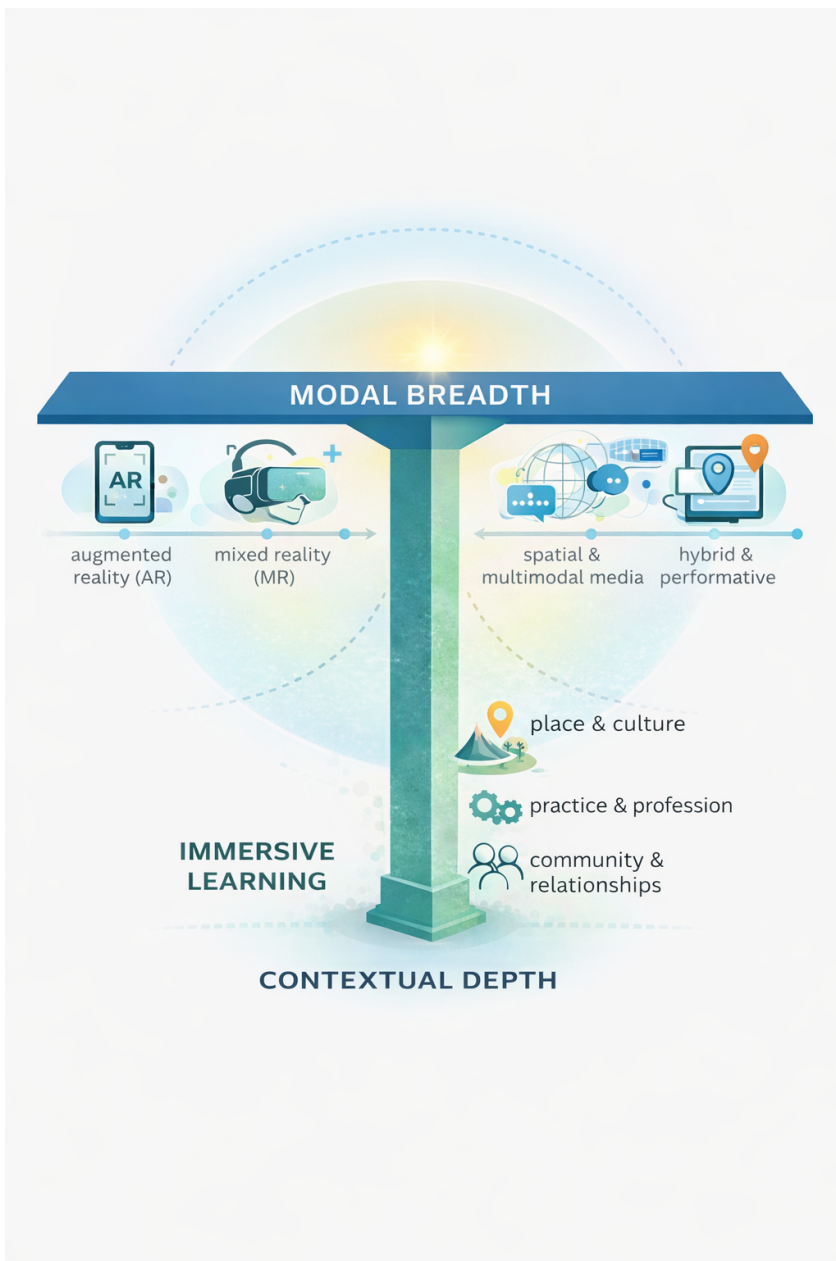 MODAL BREADTH
AR
augmented
reality (AR)
mixed reality
(MR)
spatial &
multimodal media
hybrid &
performative
place & culture
practice & profession
community &
relationships
IMMERSIVE
LEARNING
CONTEXTUAL DEPTH